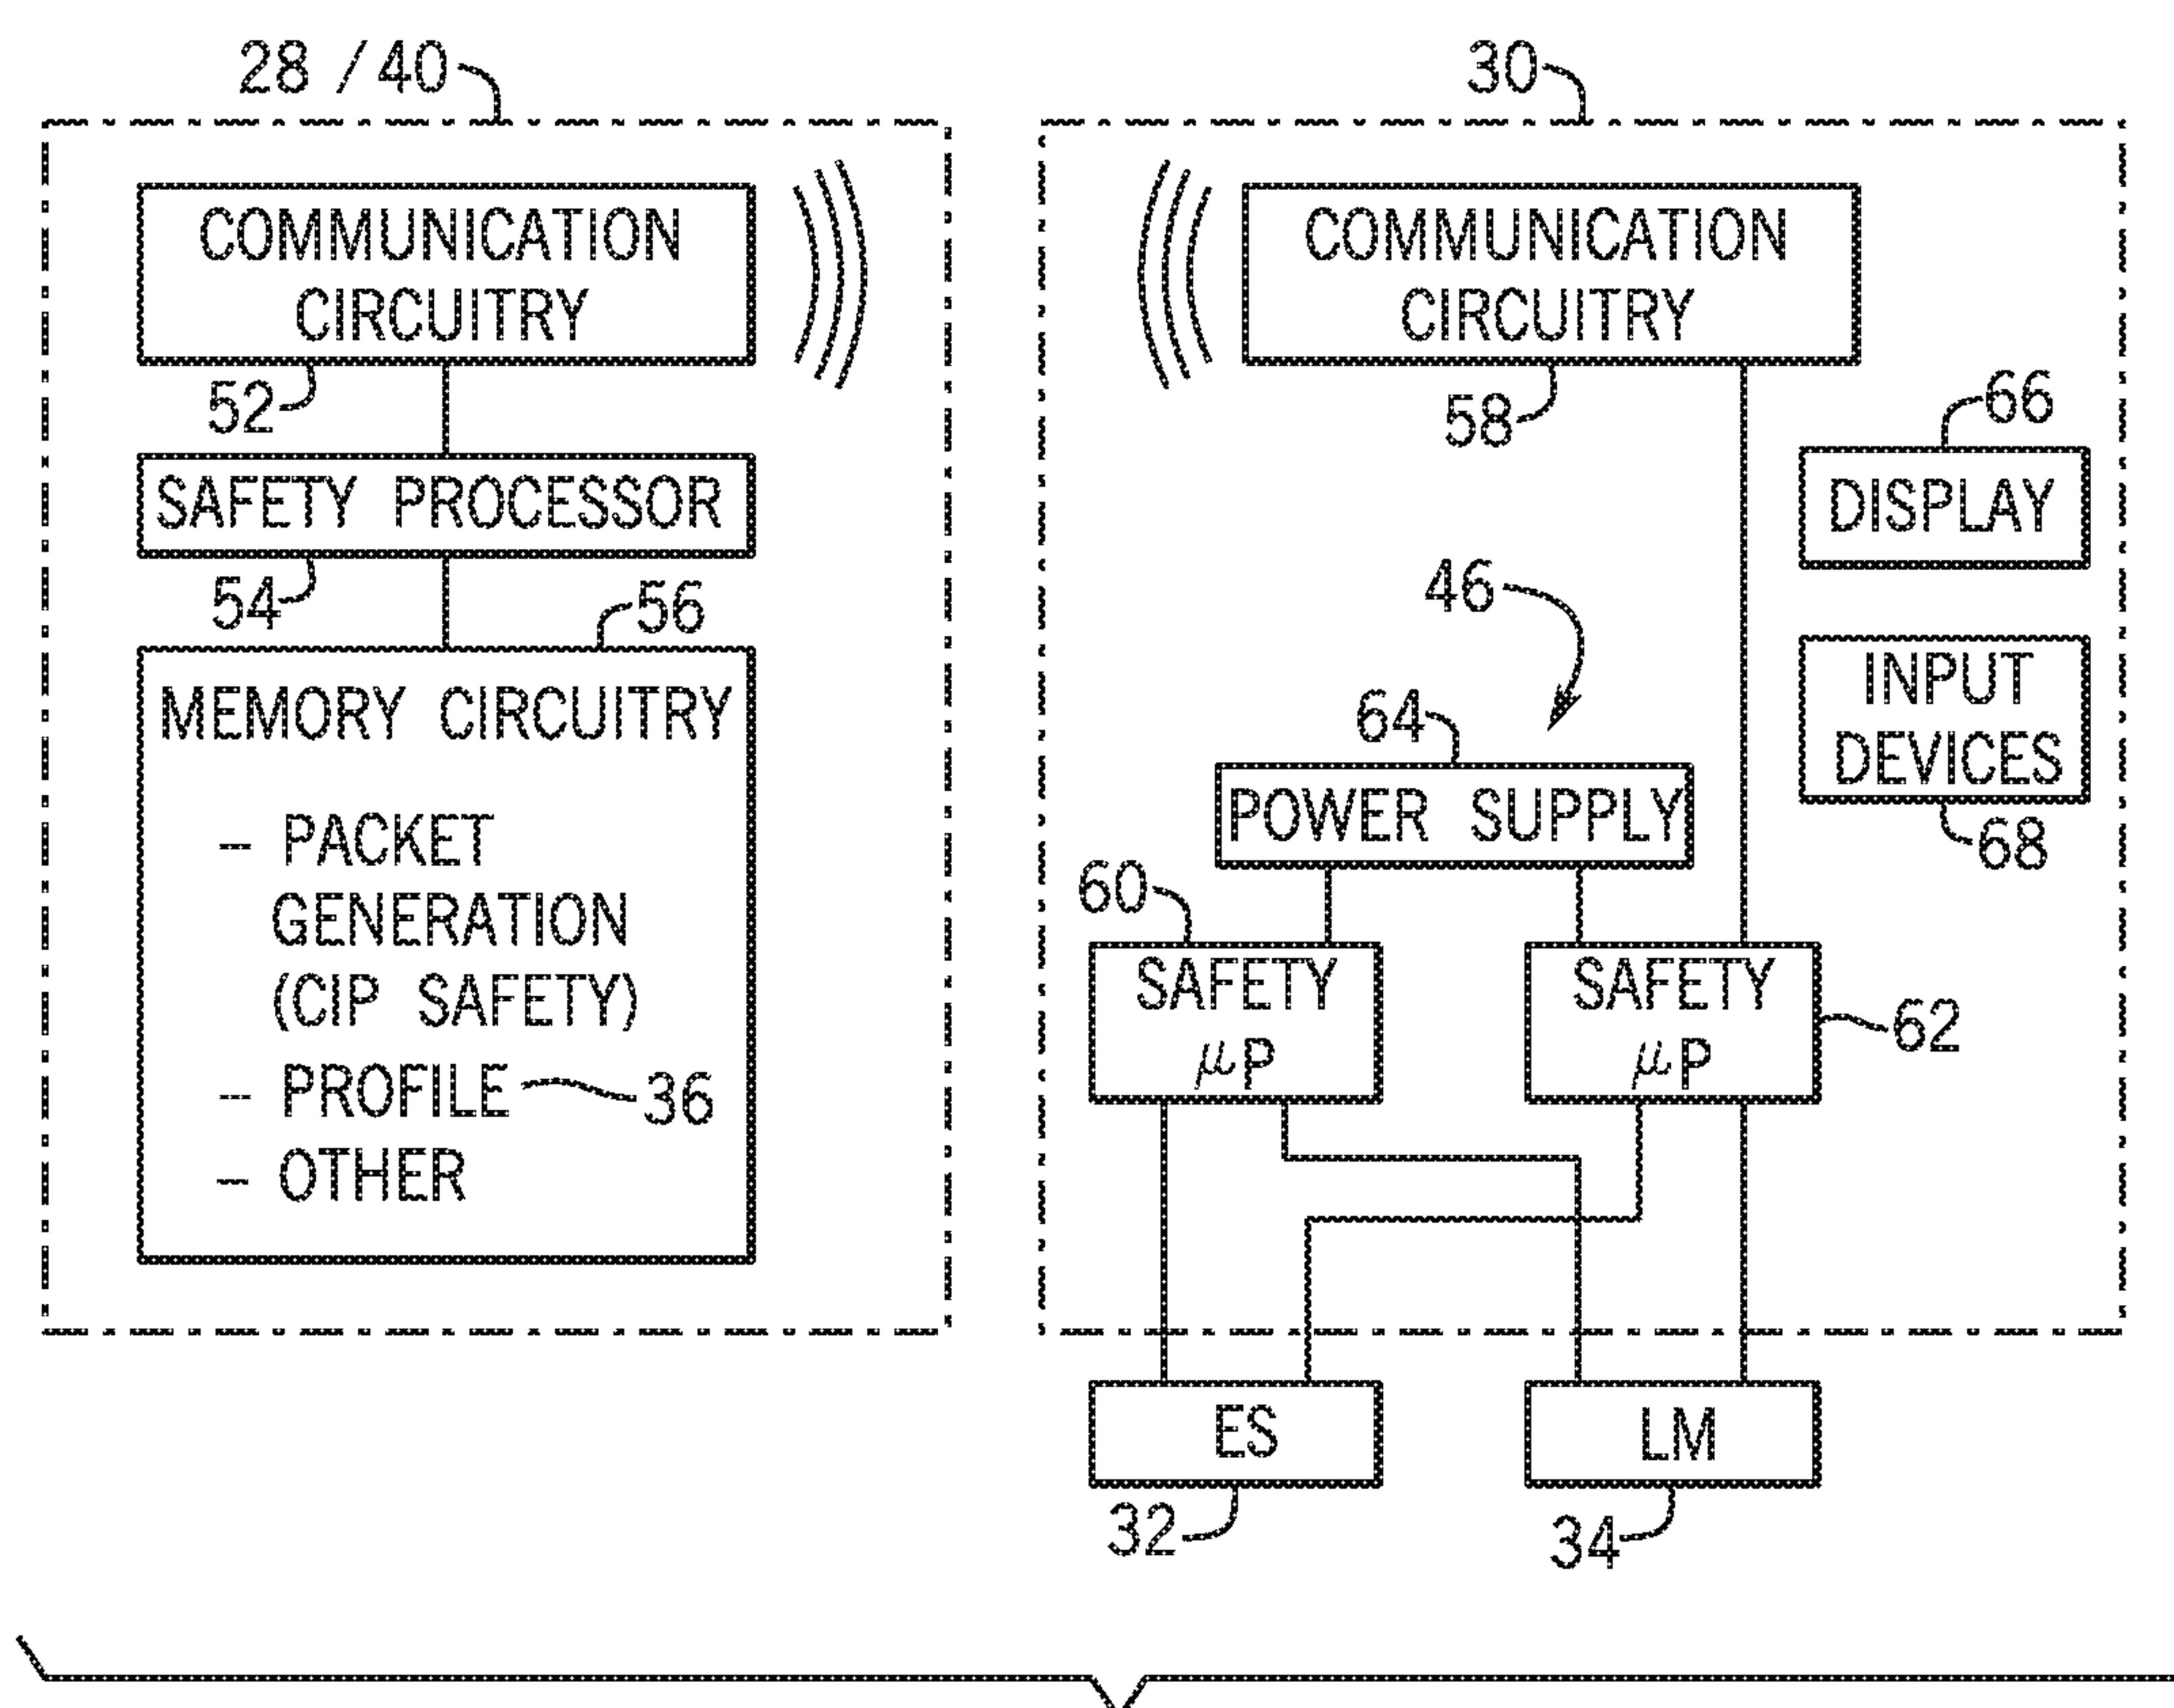 28 / 40
COMMUNICATION
CIRCUITRY
52
SAFETY PROCESSOR
54
56
MEMORY CIRCUITRY
- PACKET
GENERATION
(CIP SAFETY)
- PROFILE 36
- OTHER
30
COMMUNICATION
CIRCUITRY
58
66
DISPLAY
46
INPUT
DEVICES
68
64
POWER SUPPLY
60
SAFETY
μP
SAFETY
μP
62
ES
32
LM
34